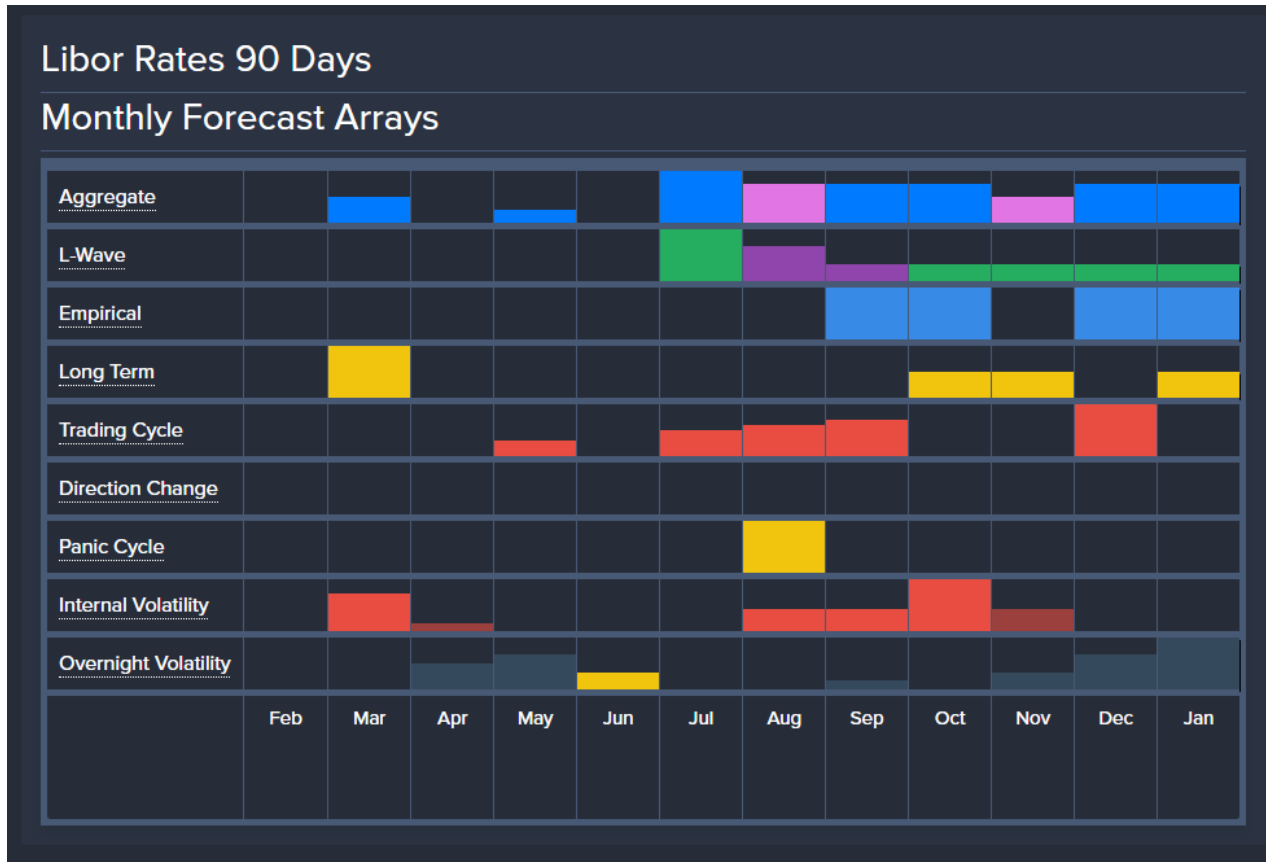 Libor Rates 90 Days
Monthly Forecast Arrays
Aggregate
L-Wave
Empirical
Long Term
Trading Cycle
Direction Change
Panic Cycle
Internal Volatility
Overnight Volatility
Feb Mar Apr May Jun Jul Aug Sep Oct Nov Dec Jan